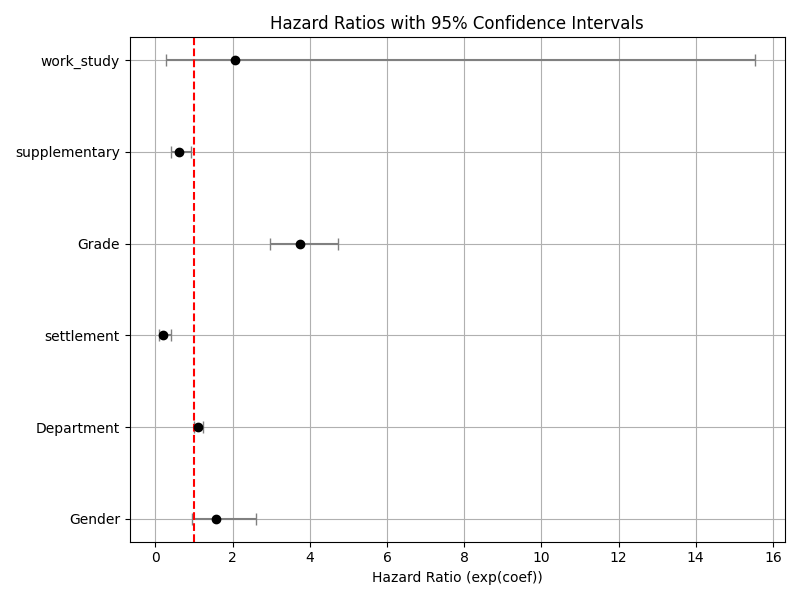 Hazard Ratios with 95% Confidence Intervals
work_study
supplementary
Grade
settlement
Department
Gender
0 2 4 6 8 10 12 14 16
Hazard Ratio (exp(coef))